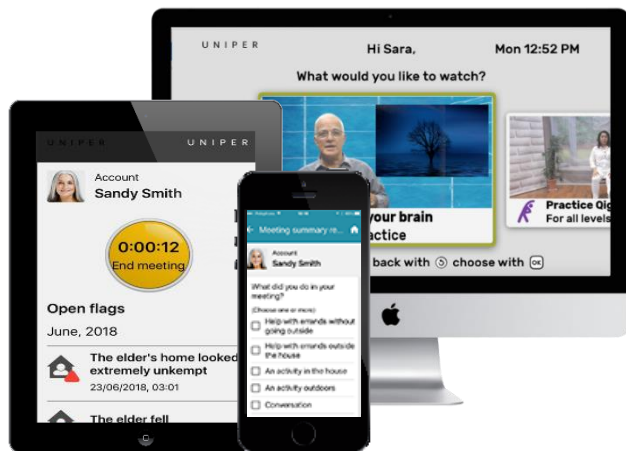 UNIPER
Hi Sara,
Mon 12:52 PM
What would you like to watch?
your brain
actice
Practice Qig
For all levels
back with
choose with OK
UNIPER
UNIPER
Account
Sandy Smith
0:00:12
End meeting
Open flags
June, 2018
The elder's home looked
extremely unkempt
23/06/2018, 03:01
The elder fell
Meeting summary re...
Account
Sandy Smith
What did you do in your
meeting?
(Choose one or more)
Help with errands without
going outside
Help with errands outside
the house
An activity in the house
An activity outdoors
Conversation